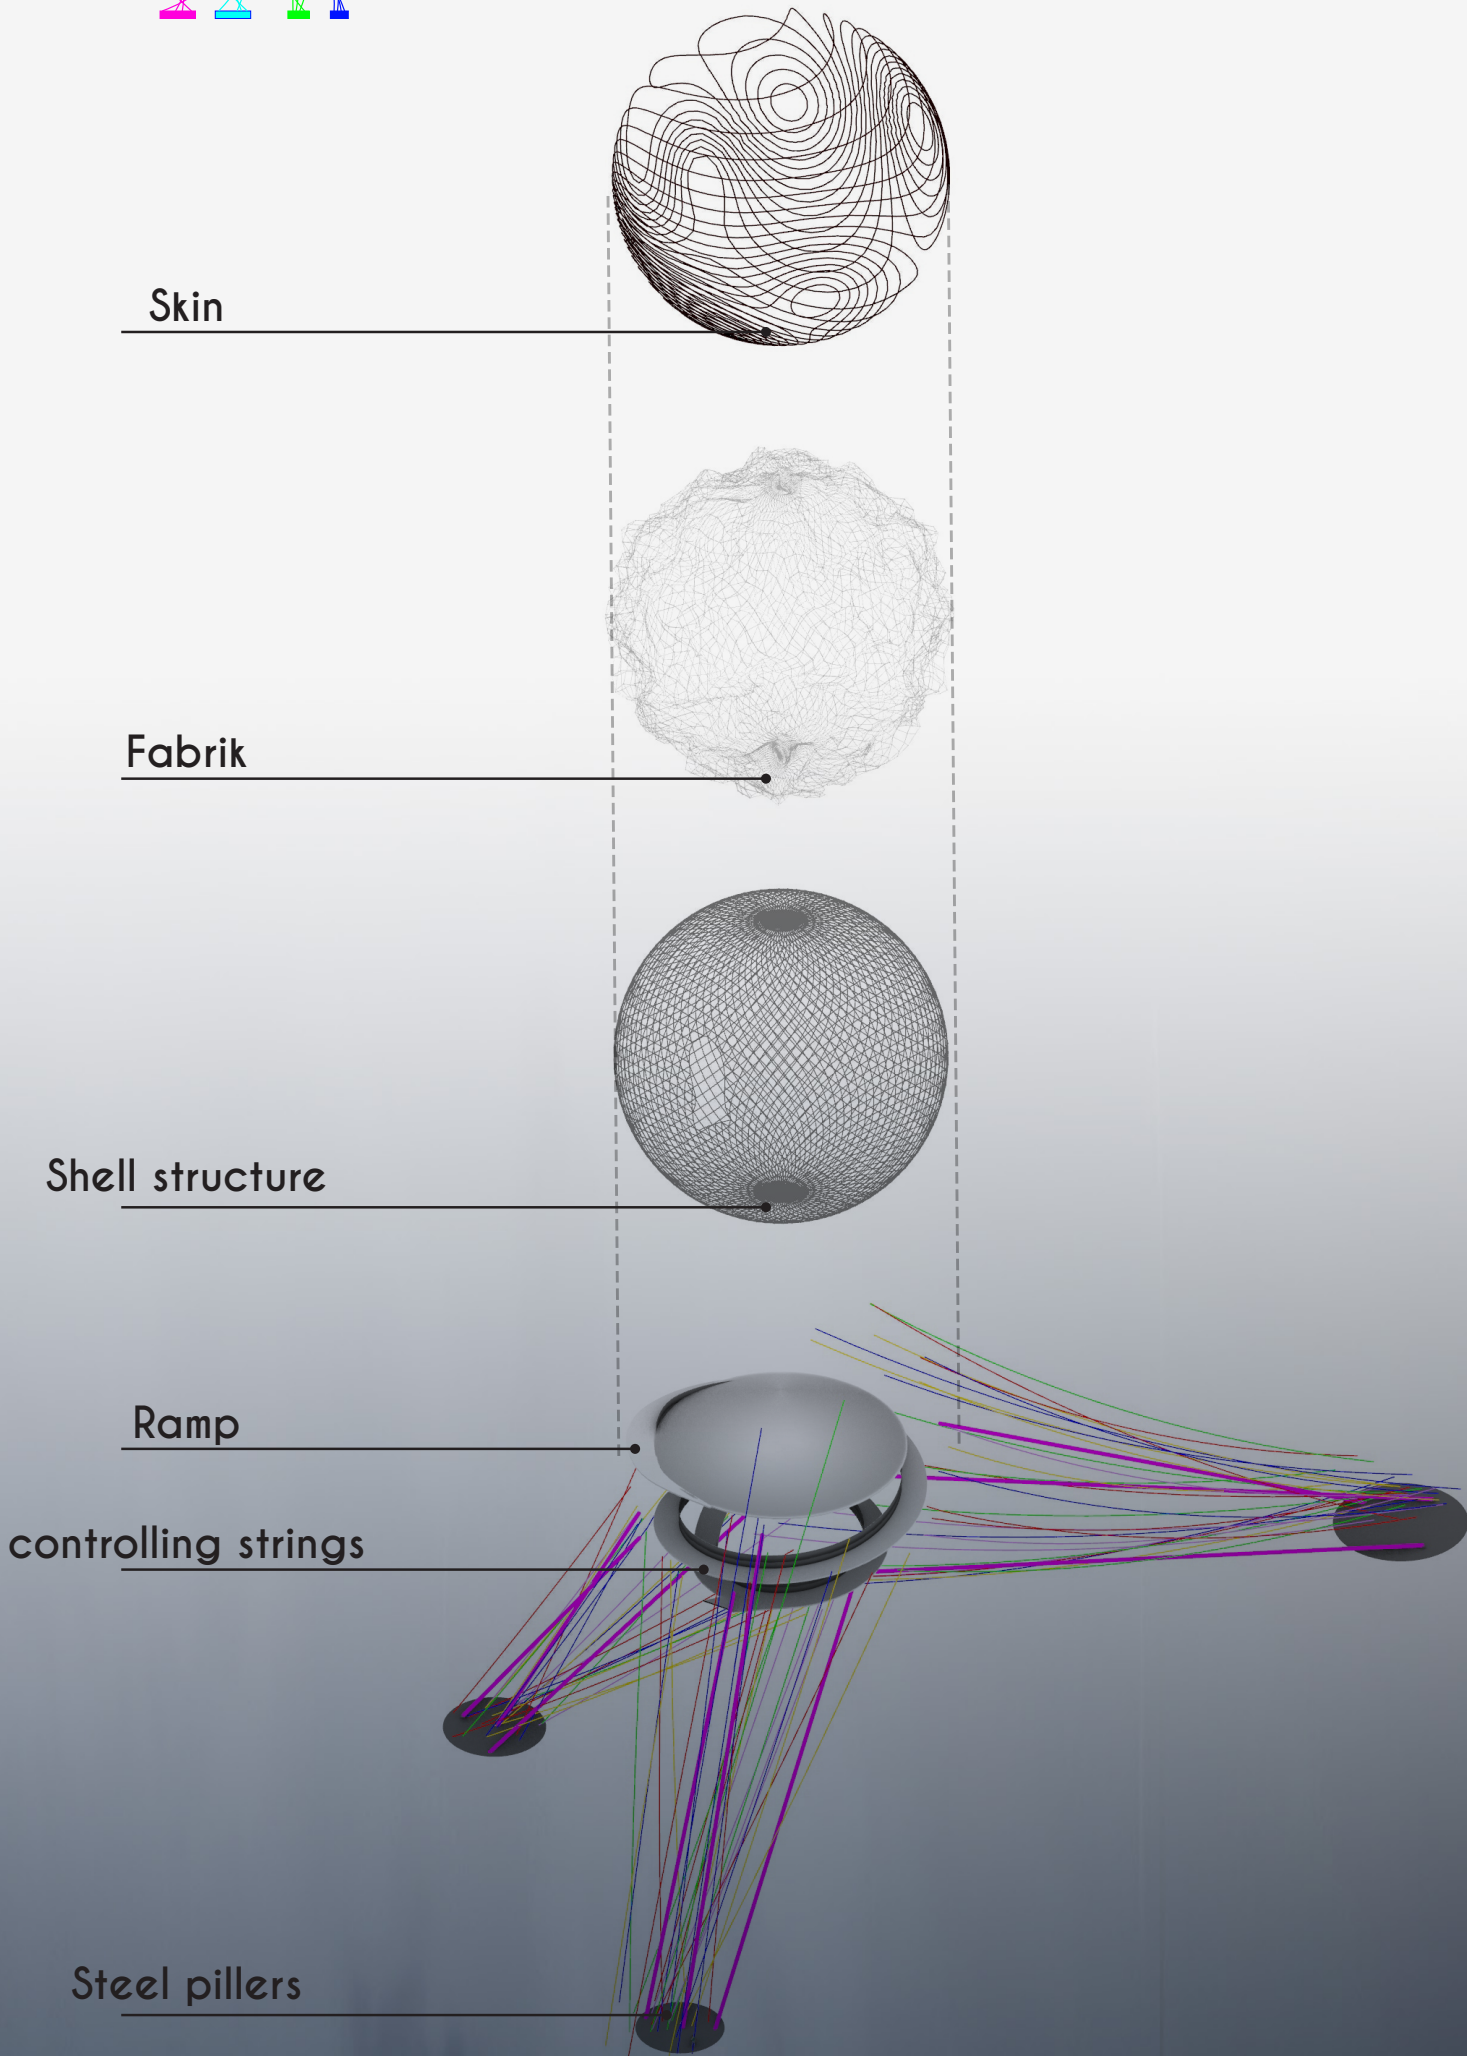 Skin
Fabrik
Shell structure
Ramp
controlling strings
Steel pillers